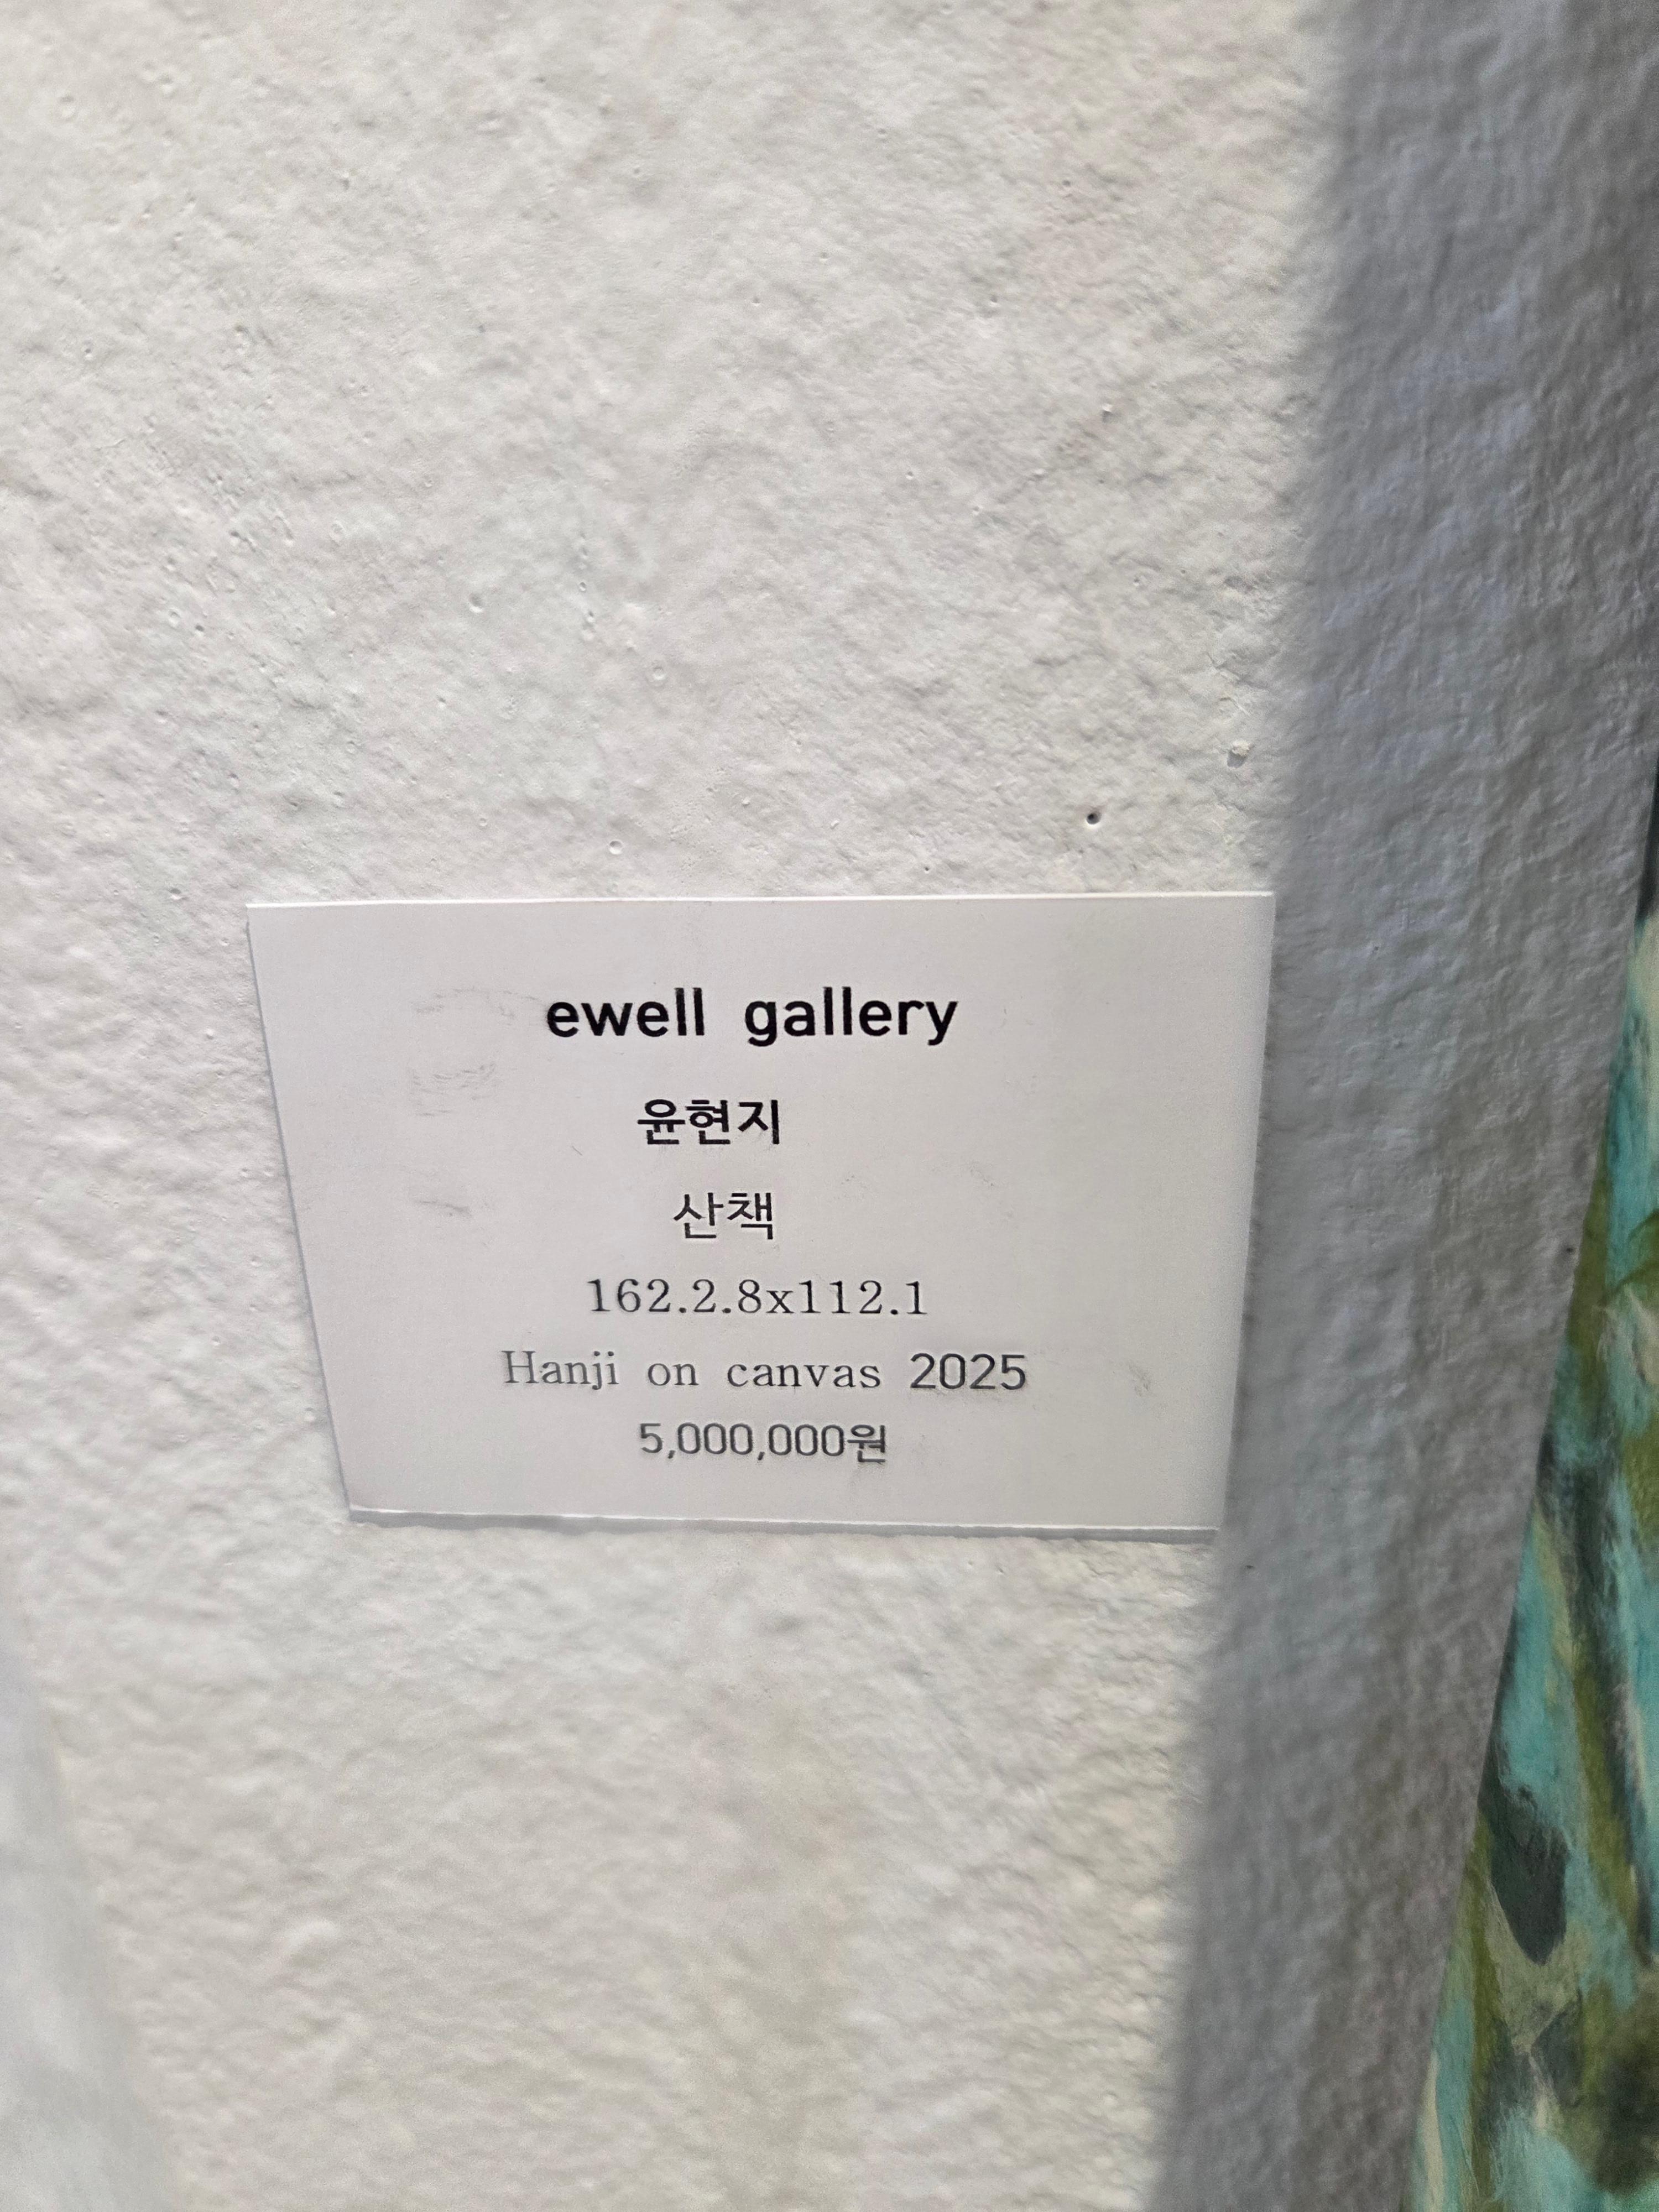 ewell gallery
윤현지
산책
162.2.8x112.1
Hanji on canvas 2025
5,000,000원